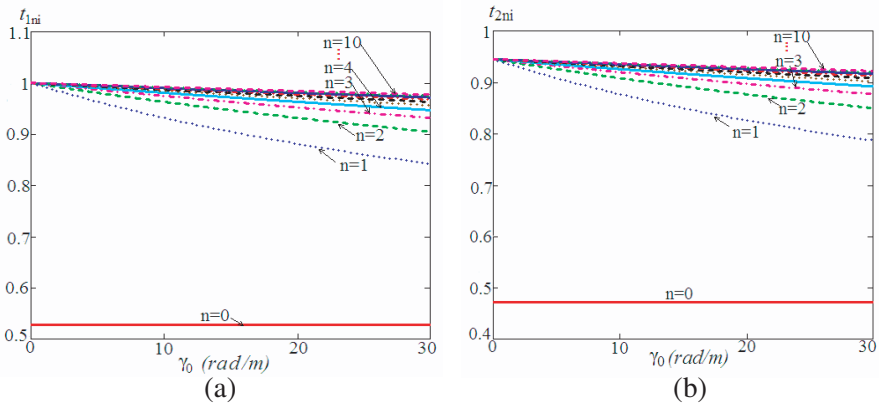 t1ni
1.1
1
0.9
0.8
0.7
0.6
0.5
n=10
n=4
n=3
n=2
n=1
n=0
0
10
20
30
γ0 (rad/m)
(a)
t2ni
1
0.9
0.8
0.7
0.6
0.5
0.4
n=10
n=3
n=2
n=1
n=0
0
10
20
30
γ0 (rad/m)
(b)